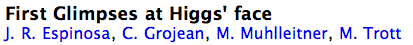 First Glimpses at Higgs' face
J. R. Espinosa, C. Grojean, M. Muhlleitner, M. Trott